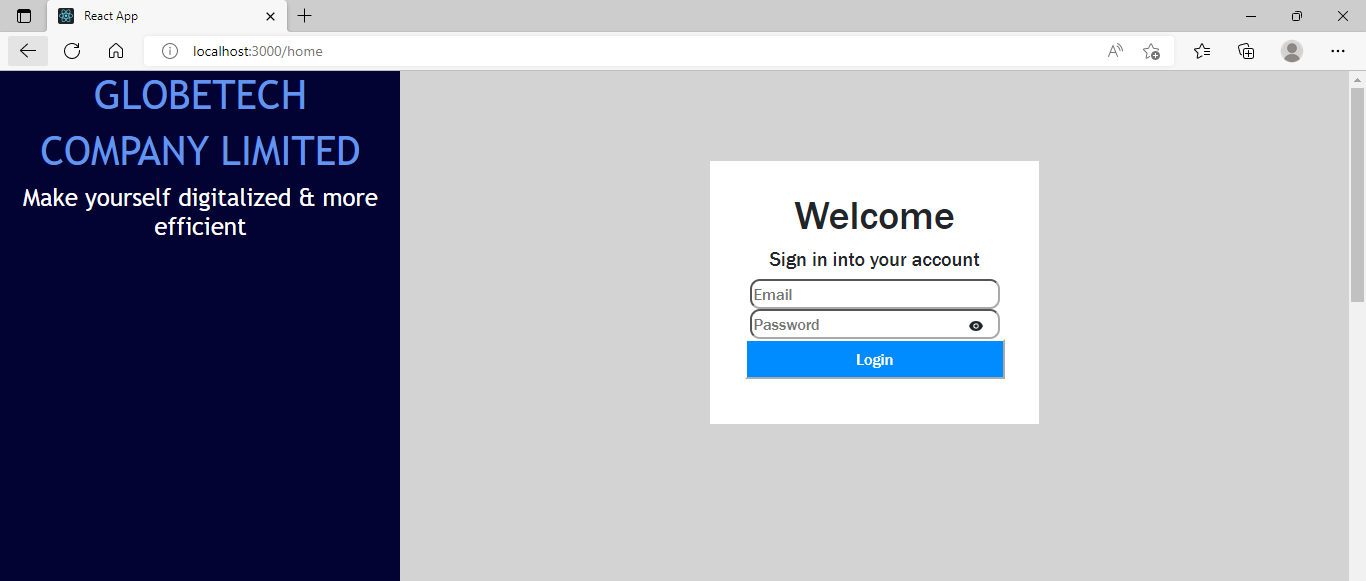 React App
localhost:3000/home
GLOBETECH
COMPANY LIMITED
Make yourself digitalized & more
efficient
Welcome
Sign in into your account
Email
Password
Login